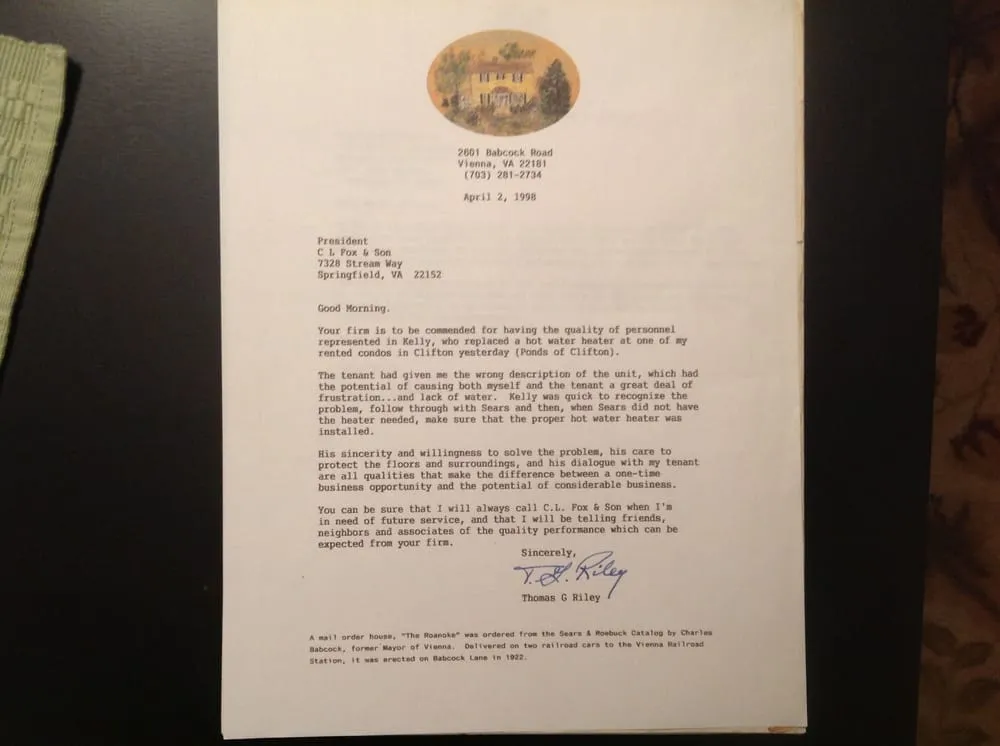 2601 Babcock Road
Vienna, VA 22181
(703) 281-2734
April 2, 1998
President
C L Fox & Son
7328 Stream Way
Springfield, VA 22152
Good Morning.
Your firm is to be commended for having the quality of personnel
represented in Kelly, who replaced a hot water heater at one of my
rented condos in Clifton yesterday (Ponds of Clifton).
The tenant had given me the wrong description of the unit, which had
the potential of causing both myself and the tenant a great deal of
frustration...and lack of water. Kelly was quick to recognize the
problem, follow through with Sears and then, when Sears did not have
the heater needed, make sure that the proper hot water heater was
installed.
His sincerity and willingness to solve the problem, his care to
protect the floors and surroundings, and his dialogue with my tenant
are all qualities that make the difference between a one-time
business opportunity and the potential of considerable business.
You can be sure that I will always call C.L. Fox & Son when I'm
in need of future service, and that I will be telling friends,
neighbors and associates of the quality performance which can be
expected from your firm.
Sincerely,
T. G. Riley
Thomas G Riley
A mail order house, "The Roanoke" was ordered from the Sears & Roebuck Catalog by Charles
Babcock, former Mayor of Vienna. Delivered on two railroad cars to the Vienna Railroad
Station, it was erected on Babcock Lane in 1922.